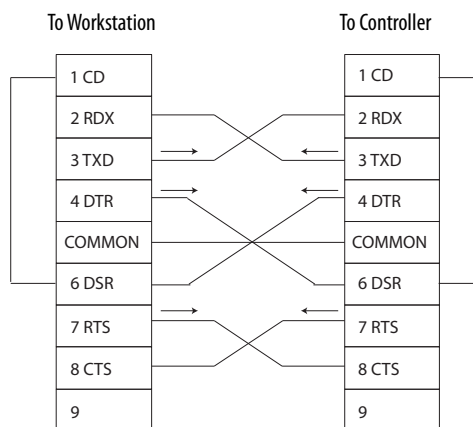 To Workstation
To Controller
1 CD
2 RDX
3 TXD
4 DTR
COMMON
6 DSR
7 RTS
8 CTS
9
1 CD
2 RDX
3 TXD
4 DTR
COMMON
6 DSR
7 RTS
8 CTS
9